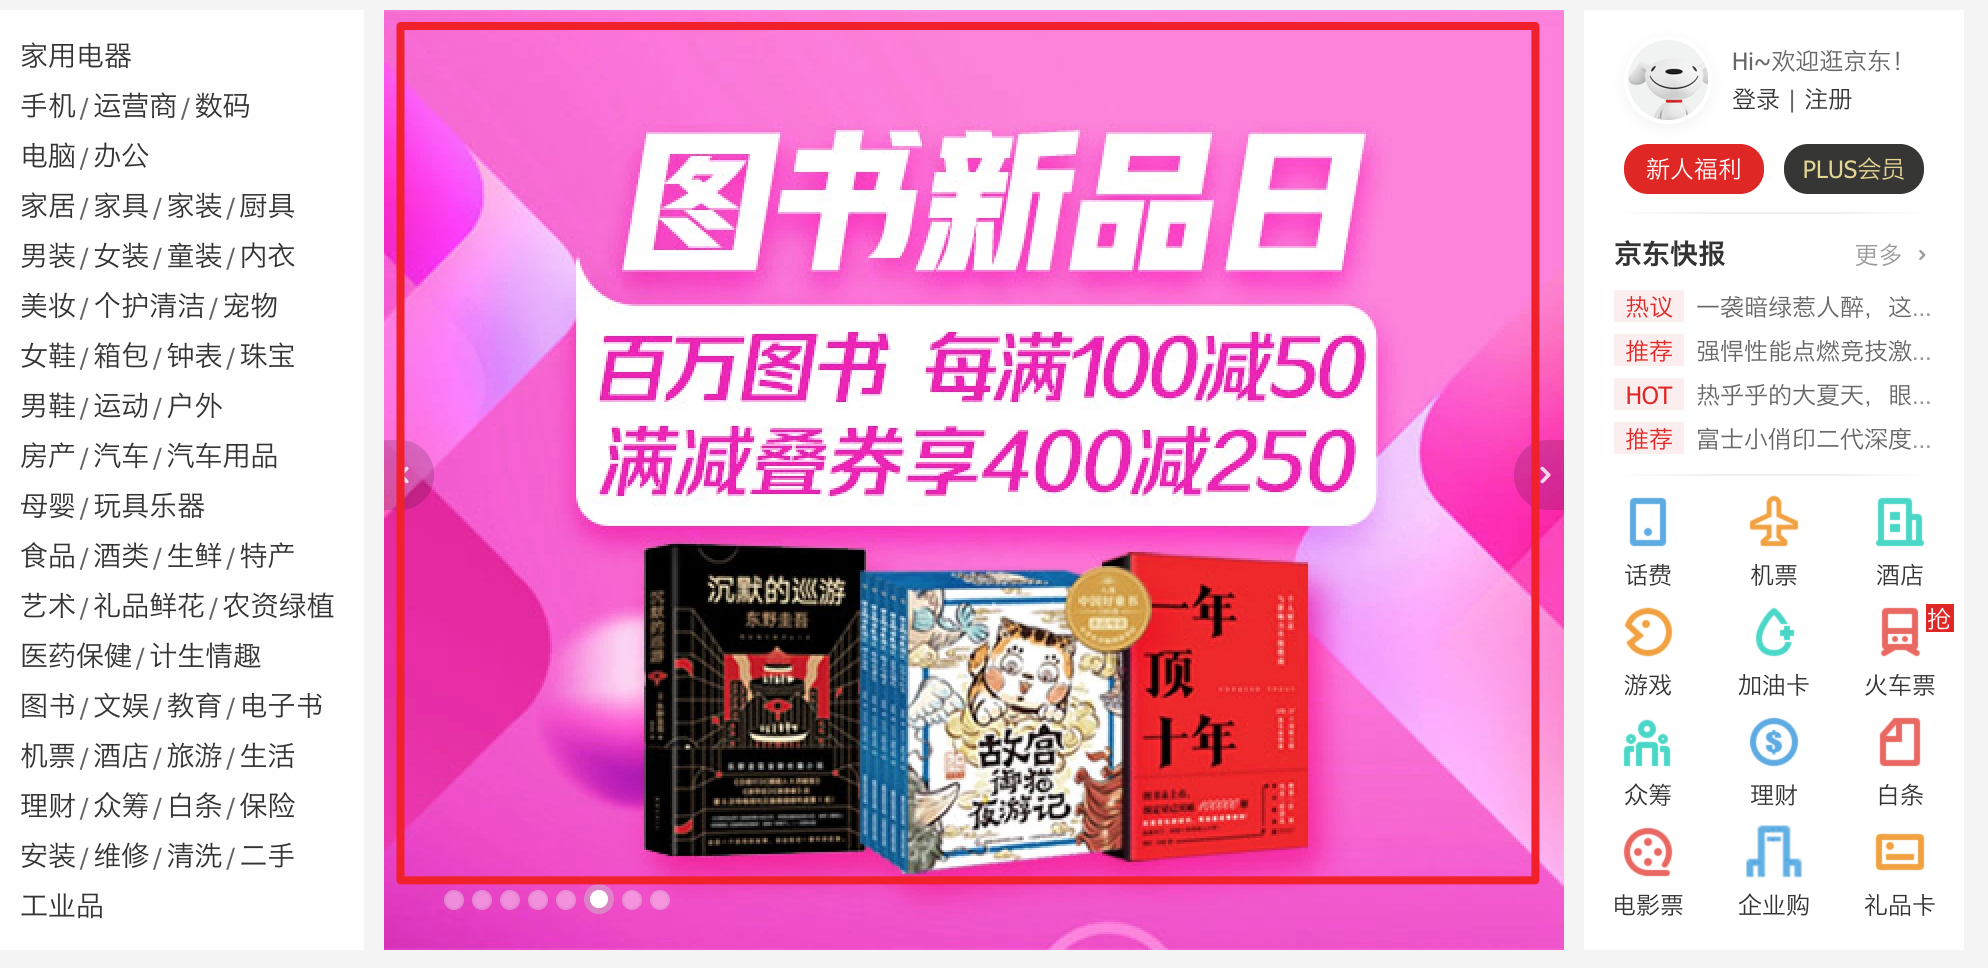 家用电器
手机/运营商/数码
电脑/办公
家居/家具/家装/厨具
男装/女装/童装/内衣
美妆/个护清洁/宠物
女鞋/箱包/钟表/珠宝
男鞋/运动/户外
房产/汽车/汽车用品
母婴/玩具乐器
食品/酒类/生鲜/特产
艺术/礼品鲜花/农资绿植
医药保健/计生情趣
图书/文娱/教育/电子书
机票/酒店/旅游/生活
理财/众筹/白条/保险
安装/维修/清洗/二手
工业品
图书新品日
百万图书 每满100减50
满减叠券享400减250
沉默的巡游
东野圭吾
沉默的巡游
故宫
御猫
夜游记
中国好童书
一年
顶
十年
Hi~欢迎逛京东!
登录 | 注册
新人福利 PLUS会员
京东快报 更多 >
热议 一袭暗绿惹人醉，这...
推荐 强悍性能点燃竞技激...
HOT 热乎乎的大夏天，眼...
推荐 富士小俏印二代深度...
话费 机票 酒店
抢
游戏 加油卡 火车票
众筹 理财 白条
电影票 企业购 礼品卡